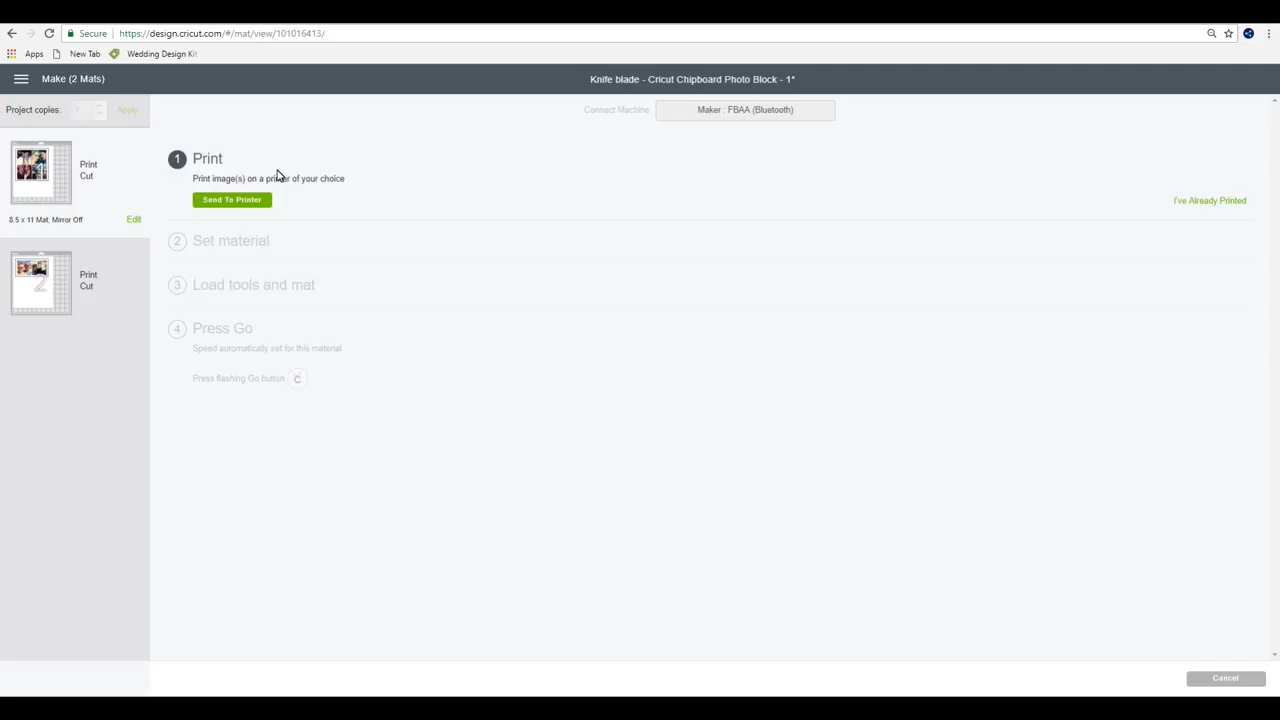 Secure https://design.cricut.com/#/mat/view/101016413/
Apps New Tab Wedding Design Kit
Make (2 Mats) Knife blade - Cricut Chipboard Photo Block - 1*
Project copies: 1 Apply Connect Machine Maker : FBAA (Bluetooth)
Print
Cut
8.5 x 11 Mat, Mirror Off Edit
Print
Cut
2
1 Print
Print image(s) on a printer of your choice
Send To Printer I've Already Printed
2 Set material
3 Load tools and mat
4 Press Go
Speed automatically set for this material
Press flashing Go button C
Cancel